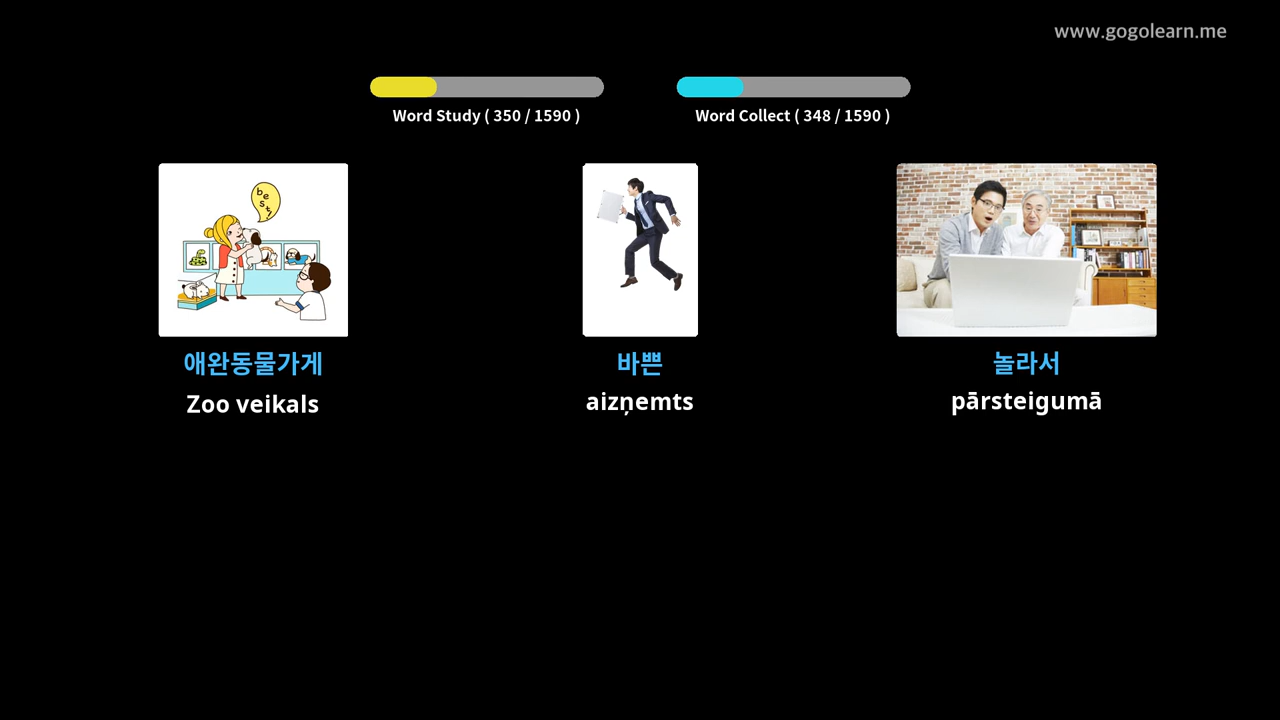 www.gogolearn.me
Word Study ( 350 / 1590 )
Word Collect ( 348 / 1590 )
best
애완동물가게
바쁜
놀라서
Zoo veikals
aizņemts
pārsteigumā